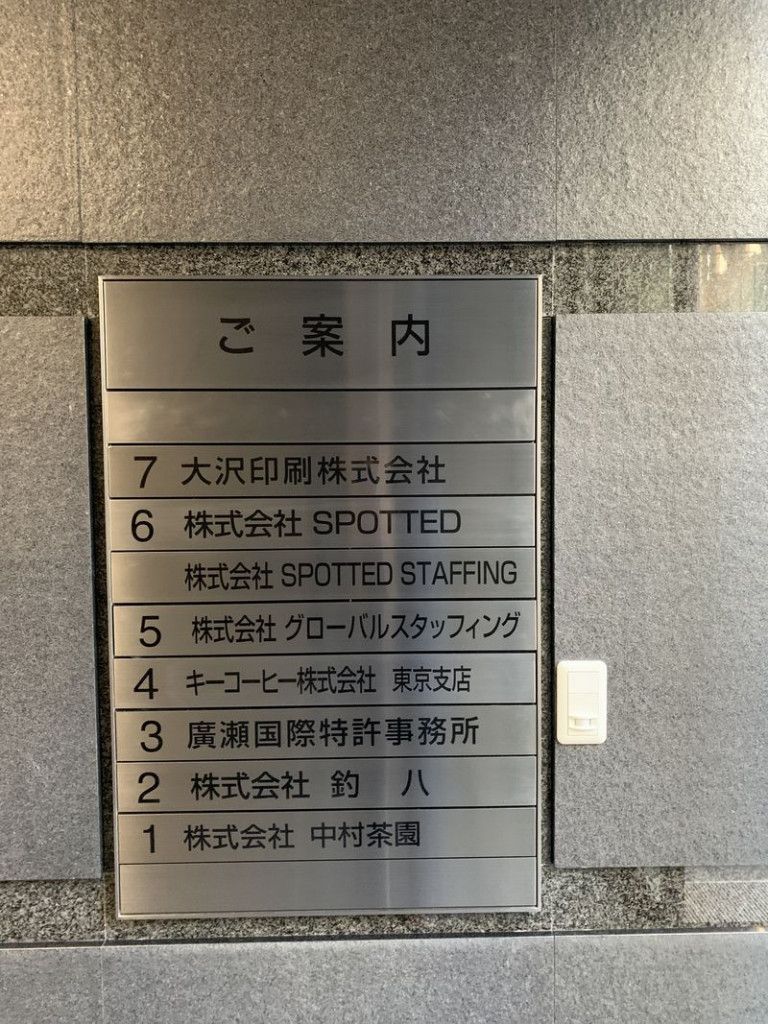 ご案内
7 大沢印刷株式会社
6 株式会社 SPOTTED
株式会社 SPOTTED STAFFING
5 株式会社 グローバルスタッフィング
4 キーコーヒー株式会社 東京支店
3 廣瀬国際特許事務所
2 株式会社 釣 八
1 株式会社 中村茶園